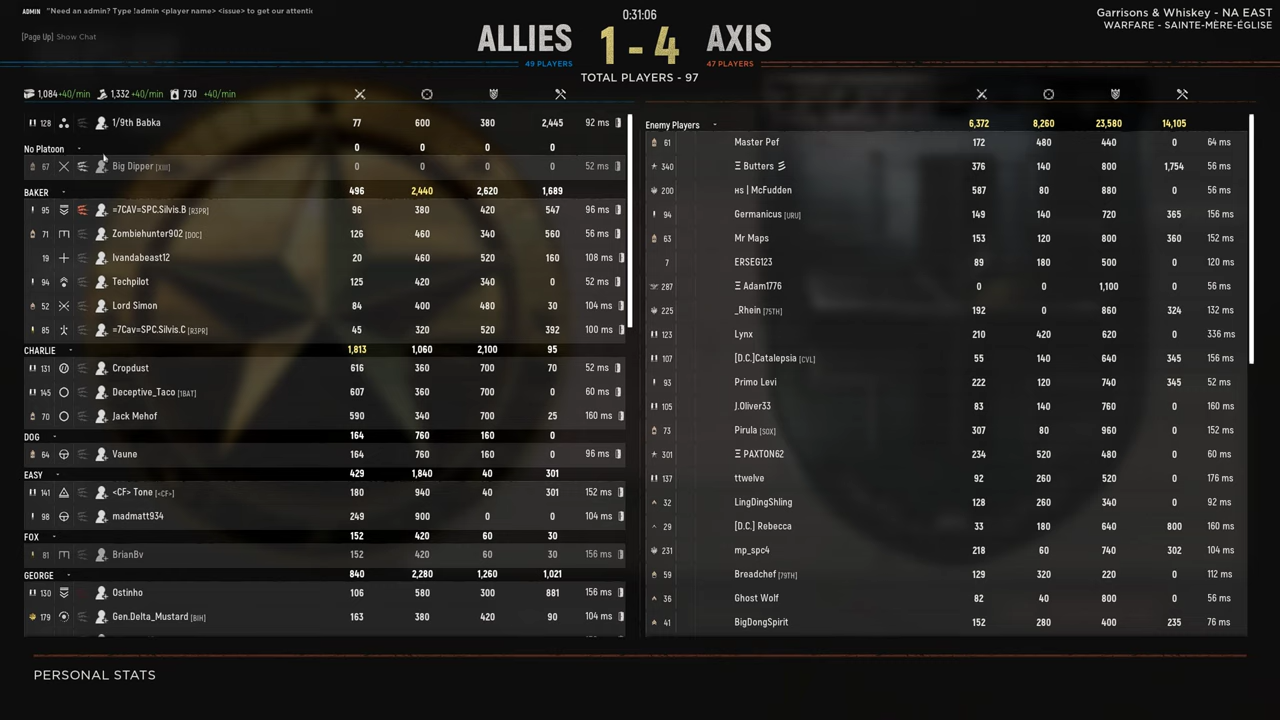 ADMIN "Need an admin? Type !admin <player name> <issue> to get our attenti
[Page Up] Show Chat
0:31:06
ALLIES 1 - 4 AXIS
49 PLAYERS 47 PLAYERS
TOTAL PLAYERS - 97
Garrisons & Whiskey - NA EAST
WARFARE - SAINTE-MÈRE-ÉGLISE
1,084 +40/min 1,332 +40/min 730 +40/min
128 1/9th Babka 77 600 380 2,445 92 ms
No Platoon - 0 0 0 0
67 Big Dipper [XIII] 0 0 0 0 52 ms
BAKER - 496 2,440 2,620 1,689
95 =7CAV=SPC.Silvis.B [R3PR] 96 380 420 547 96 ms
71 Zombiehunter902 [DOC] 126 460 340 560 56 ms
19 Ivandabeast12 20 460 520 160 108 ms
94 Techpilot 125 420 340 0 52 ms
52 Lord Simon 84 400 480 30 104 ms
85 =7Cav=SPC.Silvis.C [R3PR] 45 320 520 392 100 ms
CHARLIE - 1,813 1,060 2,100 95
131 Cropdust 616 360 700 70 52 ms
145 Deceptive_Taco [1BAT] 607 360 700 0 60 ms
70 Jack Mehof 590 340 700 25 160 ms
DOG - 164 760 160 0
64 Vaune 164 760 160 0 96 ms
EASY - 429 1,840 40 301
141 <CF> Tone [<CF>] 180 940 40 301 152 ms
98 madmatt934 249 900 0 0 104 ms
FOX - 152 420 60 30
81 BrianBv 152 420 60 30 156 ms
GEORGE - 840 2,280 1,260 1,021
130 Ostinho 106 580 300 881 156 ms
179 Gen.Delta_Mustard [BIH] 163 380 420 90 104 ms
Enemy Players - 6,372 8,260 23,580 14,105
61 Master Pef 172 480 440 0 64 ms
340 Ξ Butters 彡 376 140 800 1,754 56 ms
200 нs | McFudden 587 80 880 0 56 ms
94 Germanicus [URU] 149 140 720 365 156 ms
63 Mr Maps 153 120 800 360 152 ms
7 ERSEG123 89 180 500 0 120 ms
287 Ξ Adam1776 0 0 1,100 0 56 ms
225 _Rhein [75TH] 192 0 860 324 132 ms
123 Lynx 210 420 620 0 336 ms
107 [D.C.]Catalepsia [CVL] 55 140 640 345 156 ms
93 Primo Levi 222 120 740 345 52 ms
105 J.Oliver33 83 140 760 0 160 ms
73 Pirula [SOX] 307 80 960 0 152 ms
301 Ξ PAXTON62 234 520 480 0 60 ms
137 ttwelve 92 260 520 0 176 ms
32 LingDingShling 128 260 340 0 92 ms
29 [D.C.] Rebecca 33 180 640 800 160 ms
231 mp_spc4 218 60 740 302 104 ms
59 Breadchef [79TH] 129 320 220 0 112 ms
36 Ghost Wolf 82 40 800 0 56 ms
41 BigDongSpirit 152 280 400 235 76 ms
PERSONAL STATS